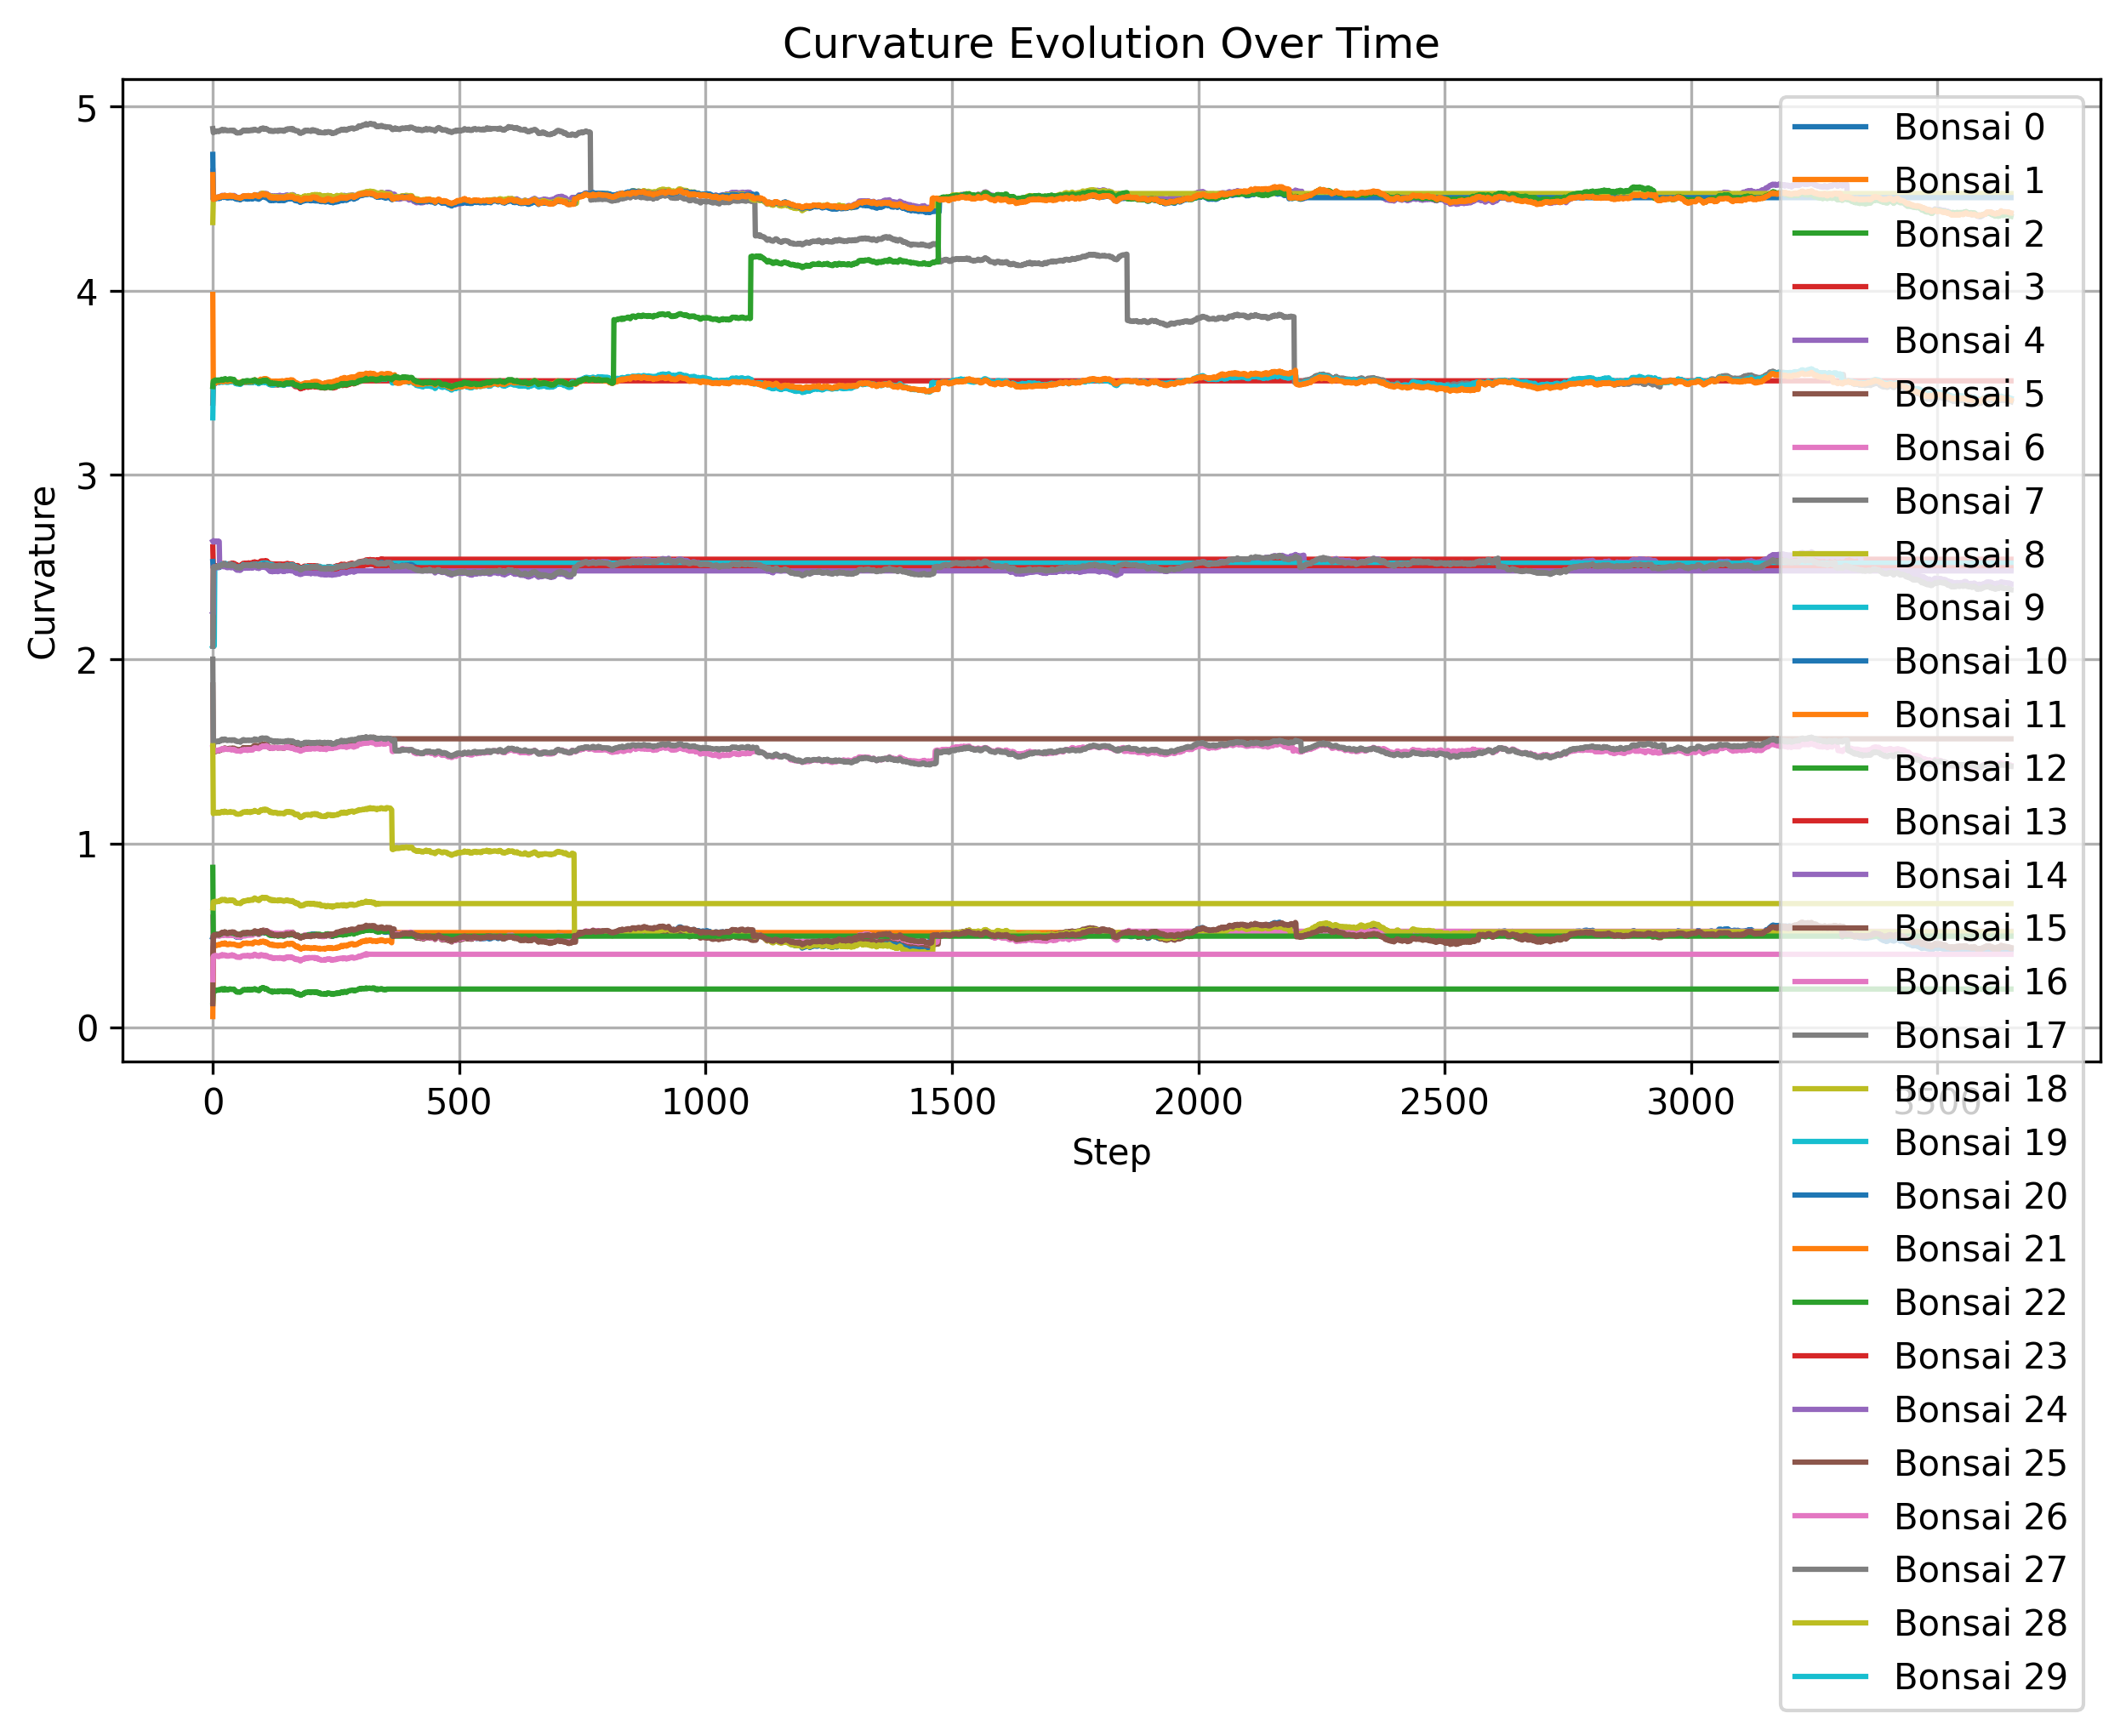 Curvature Evolution Over Time
Curvature
5
4
3
2
1
0
0 500 1000 1500 2000 2500 3000 3500
Step
Bonsai 0
Bonsai 1
Bonsai 2
Bonsai 3
Bonsai 4
Bonsai 5
Bonsai 6
Bonsai 7
Bonsai 8
Bonsai 9
Bonsai 10
Bonsai 11
Bonsai 12
Bonsai 13
Bonsai 14
Bonsai 15
Bonsai 16
Bonsai 17
Bonsai 18
Bonsai 19
Bonsai 20
Bonsai 21
Bonsai 22
Bonsai 23
Bonsai 24
Bonsai 25
Bonsai 26
Bonsai 27
Bonsai 28
Bonsai 29